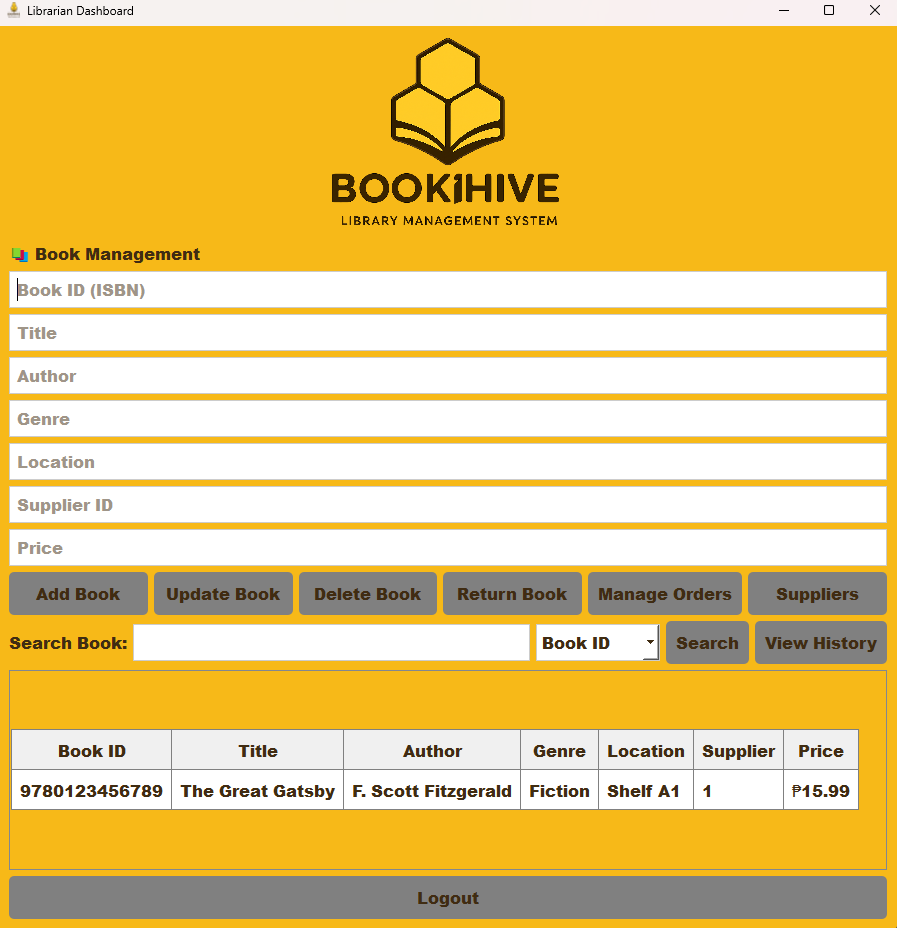 Librarian Dashboard
BOOK1HIVE
LIBRARY MANAGEMENT SYSTEM
Book Management
Book ID (ISBN)
Title
Author
Genre
Location
Supplier ID
Price
Add Book Update Book Delete Book Return Book Manage Orders Suppliers
Search Book: Book ID Search View History
Book ID Title Author Genre Location Supplier Price
9780123456789 The Great Gatsby F. Scott Fitzgerald Fiction Shelf A1 1 ₱15.99
Logout